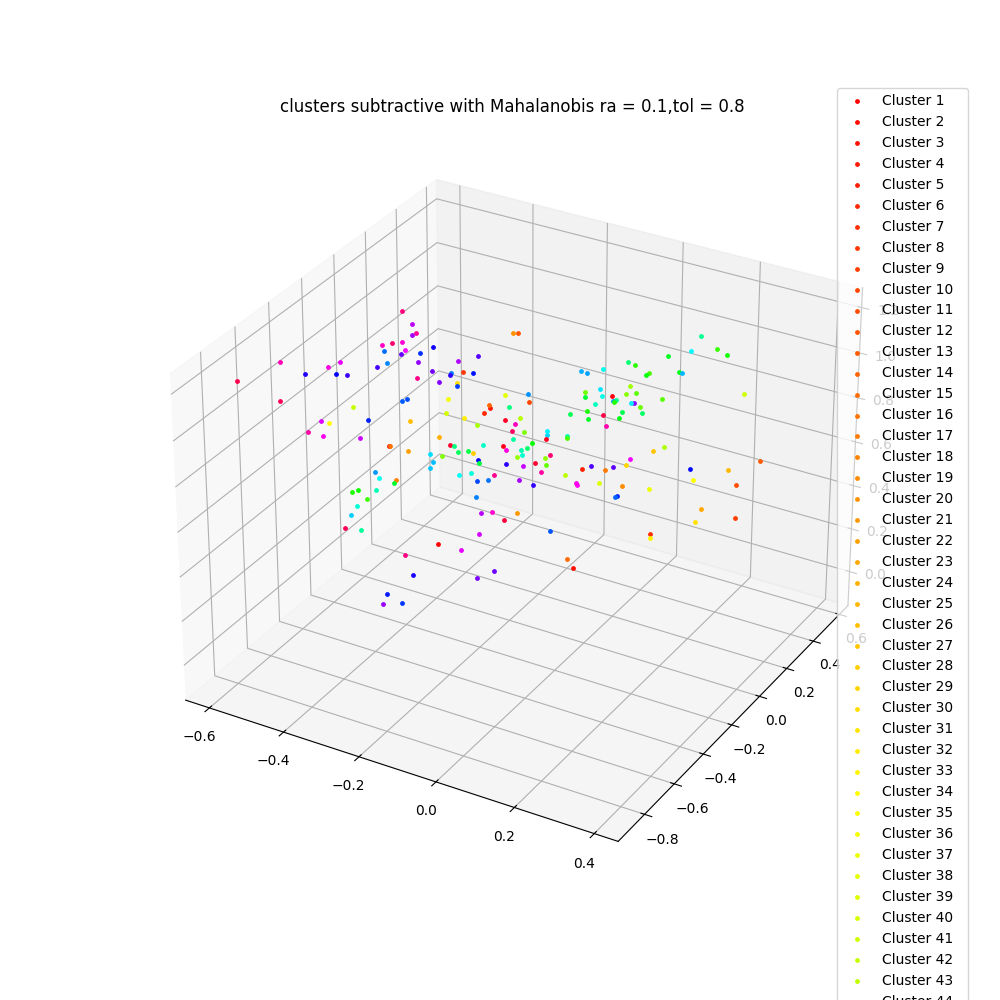 clusters subtractive with Mahalanobis ra = 0.1,tol = 0.8
Cluster 1
Cluster 2
Cluster 3
Cluster 4
Cluster 5
Cluster 6
Cluster 7
Cluster 8
Cluster 9
Cluster 10
Cluster 11
Cluster 12
Cluster 13
Cluster 14
Cluster 15
Cluster 16
Cluster 17
Cluster 18
Cluster 19
Cluster 20
Cluster 21
Cluster 22
Cluster 23
Cluster 24
Cluster 25
Cluster 26
Cluster 27
Cluster 28
Cluster 29
Cluster 30
Cluster 31
Cluster 32
Cluster 33
Cluster 34
Cluster 35
Cluster 36
Cluster 37
Cluster 38
Cluster 39
Cluster 40
Cluster 41
Cluster 42
Cluster 43
Cluster 44
1.0
0.8
0.6
0.4
0.2
0.0
0.6
0.4
0.2
0.0
−0.2
−0.4
−0.6
−0.8
−0.6
−0.4
−0.2
0.0
0.2
0.4